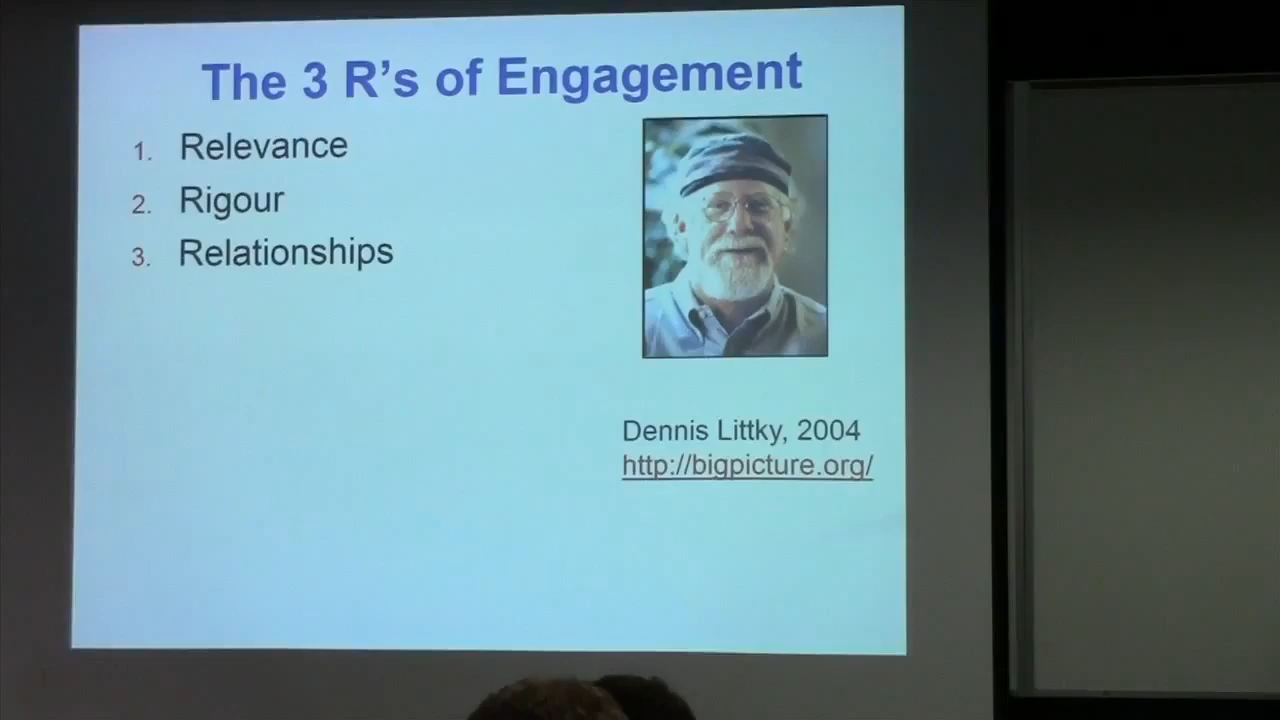 The 3 R's of Engagement
1. Relevance
2. Rigour
3. Relationships
Dennis Littky, 2004
http://bigpicture.org/